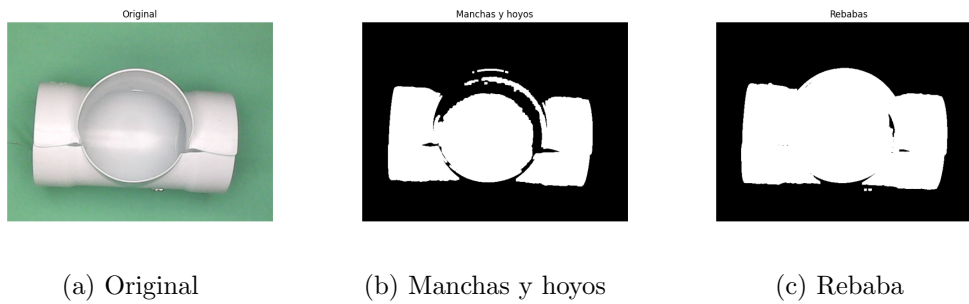 Original
Manchas y hoyos
Rebabas
(a) Original
(b) Manchas y hoyos
(c) Rebaba